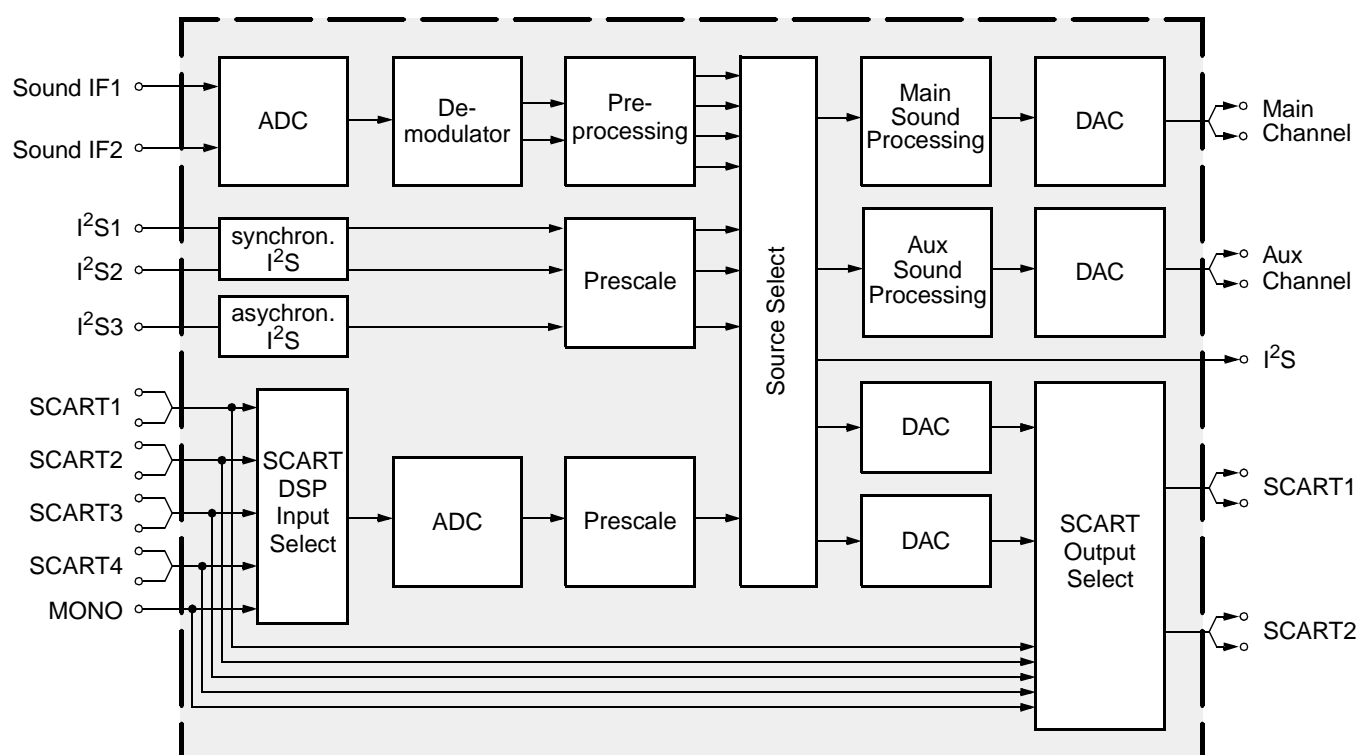 Sound IF1
Sound IF2
I²S1
I²S2
I²S3
SCART1
SCART2
SCART3
SCART4
MONO
ADC
De-
modulator
Pre-
processing
synchron.
I²S
asychron.
I²S
Prescale
SCART
DSP
Input
Select
ADC
Prescale
Source Select
Main
Sound
Processing
DAC
Aux
Sound
Processing
DAC
DAC
DAC
SCART
Output
Select
Main
Channel
Aux
Channel
I²S
SCART1
SCART2